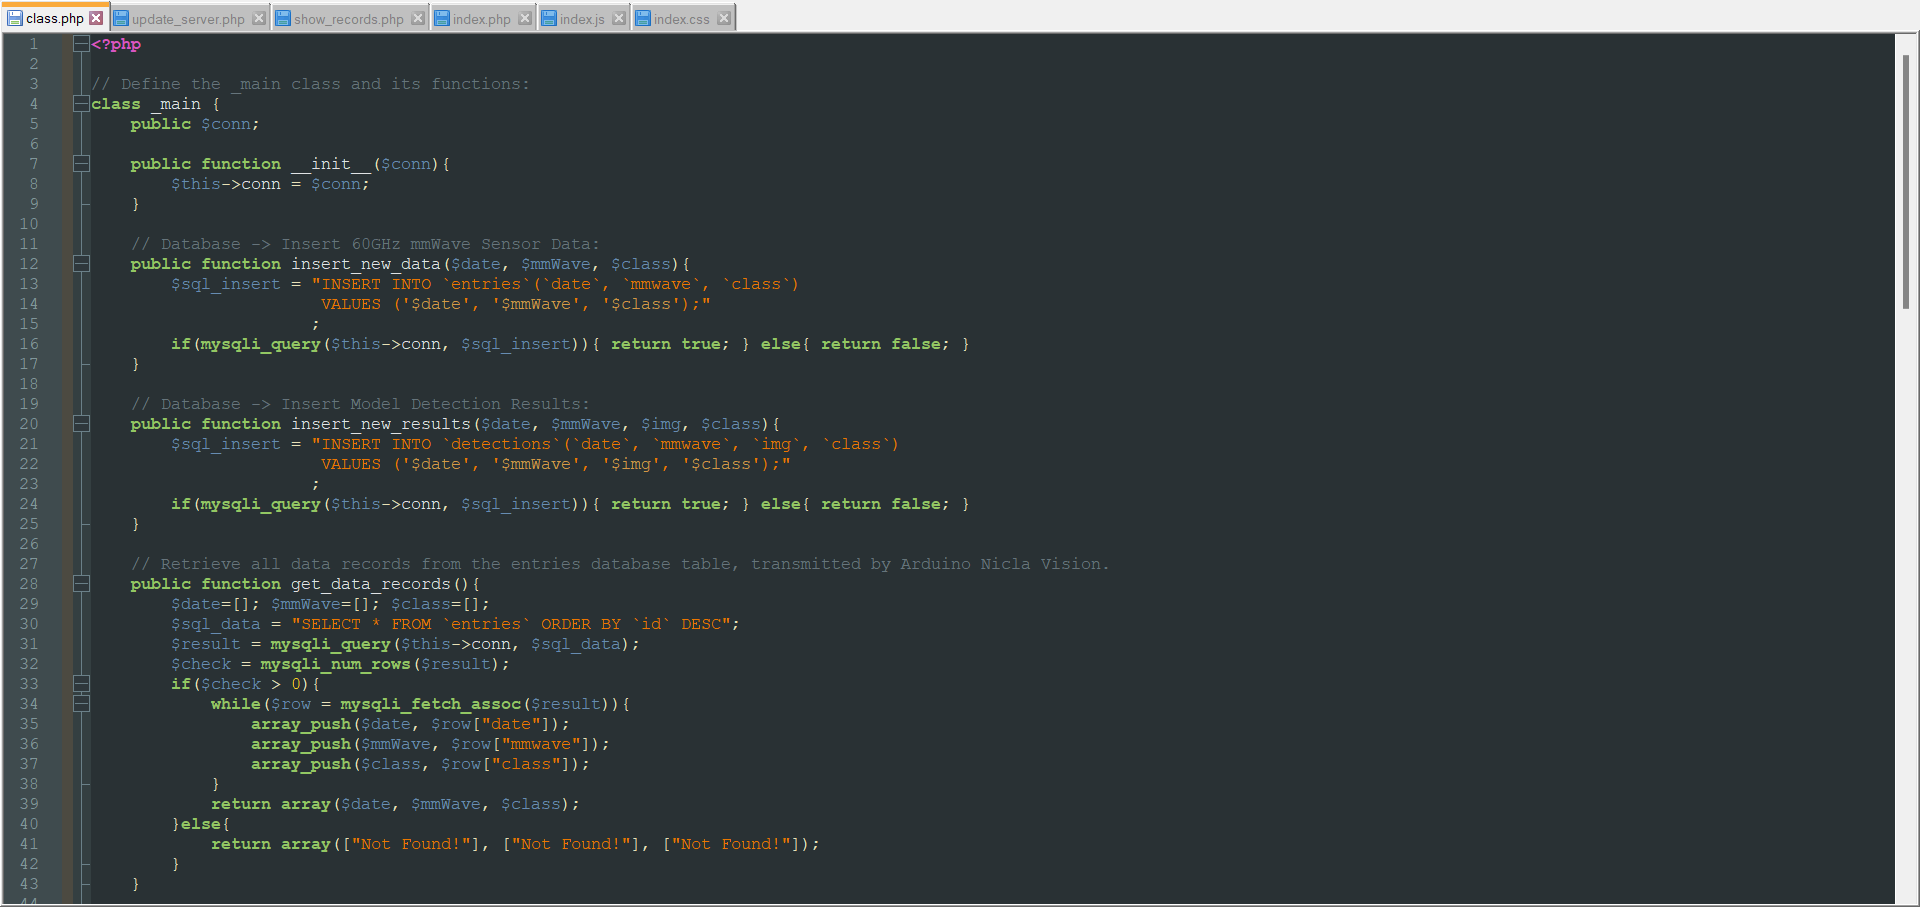 class.php update_server.php show_records.php index.php index.js index.css
1 <?php
2
3 // Define the _main class and its functions:
4 class _main {
5 public $conn;
6
7 public function __init__($conn){
8 $this->conn = $conn;
9 }
10
11 // Database -> Insert 60GHz mmWave Sensor Data:
12 public function insert_new_data($date, $mmWave, $class){
13 $sql_insert = "INSERT INTO `entries`(`date`, `mmwave`, `class`)
14 VALUES ('$date', '$mmWave', '$class');"
15 ;
16 if(mysqli_query($this->conn, $sql_insert)){ return true; } else{ return false; }
17 }
18
19 // Database -> Insert Model Detection Results:
20 public function insert_new_results($date, $mmWave, $img, $class){
21 $sql_insert = "INSERT INTO `detections`(`date`, `mmwave`, `img`, `class`)
22 VALUES ('$date', '$mmWave', '$img', '$class');"
23 ;
24 if(mysqli_query($this->conn, $sql_insert)){ return true; } else{ return false; }
25 }
26
27 // Retrieve all data records from the entries database table, transmitted by Arduino Nicla Vision.
28 public function get_data_records(){
29 $date=[]; $mmWave=[]; $class=[];
30 $sql_data = "SELECT * FROM `entries` ORDER BY `id` DESC";
31 $result = mysqli_query($this->conn, $sql_data);
32 $check = mysqli_num_rows($result);
33 if($check > 0){
34 while($row = mysqli_fetch_assoc($result)){
35 array_push($date, $row["date"]);
36 array_push($mmWave, $row["mmwave"]);
37 array_push($class, $row["class"]);
38 }
39 return array($date, $mmWave, $class);
40 }else{
41 return array(["Not Found!"], ["Not Found!"], ["Not Found!"]);
42 }
43 }
44